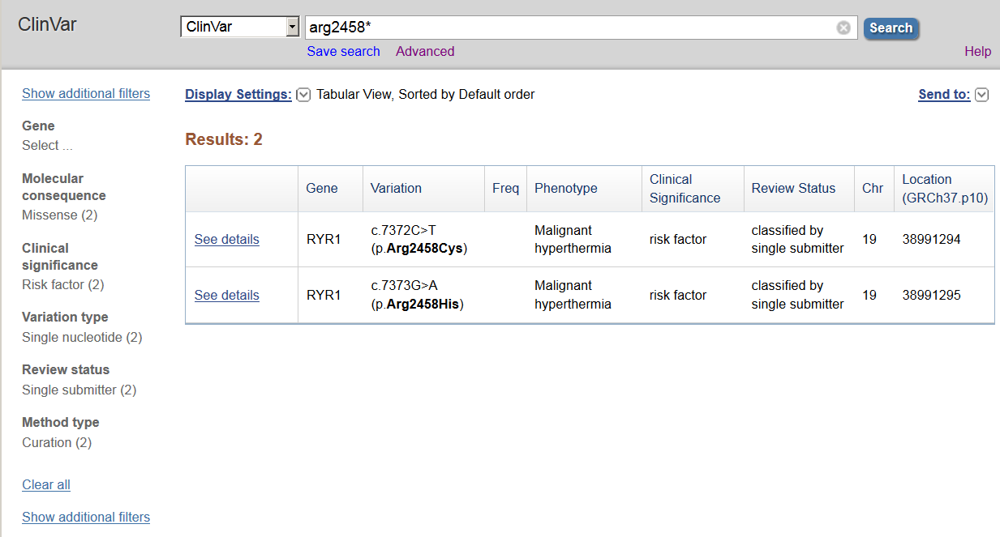 ClinVar
ClinVar
arg2458*
Search
Save search Advanced
Help
Show additional filters
Gene
Select ...
Molecular
consequence
Missense (2)
Clinical
significance
Risk factor (2)
Variation type
Single nucleotide (2)
Review status
Single submitter (2)
Method type
Curation (2)
Clear all
Show additional filters
Display Settings: Tabular View, Sorted by Default order
Send to:
Results: 2
Gene
Variation
Freq
Phenotype
Clinical
Significance
Review Status
Chr
Location
(GRCh37.p10)
See details
RYR1
c.7372C>T
(p.Arg2458Cys)
Malignant
hyperthermia
risk factor
classified by
single submitter
19
38991294
See details
RYR1
c.7373G>A
(p.Arg2458His)
Malignant
hyperthermia
risk factor
classified by
single submitter
19
38991295